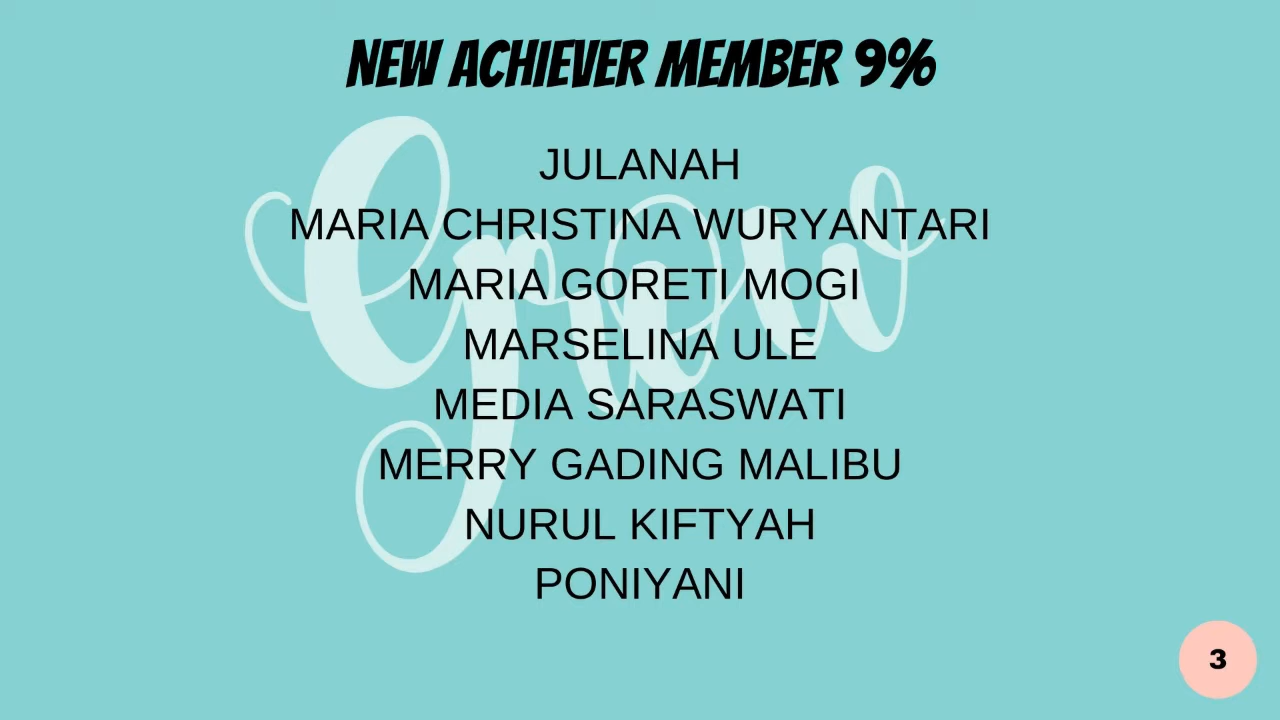 NEW ACHIEVER MEMBER 9%
Grow
JULANAH
MARIA CHRISTINA WURYANTARI
MARIA GORETI MOGI
MARSELINA ULE
MEDIA SARASWATI
MERRY GADING MALIBU
NURUL KIFTYAH
PONIYANI
3